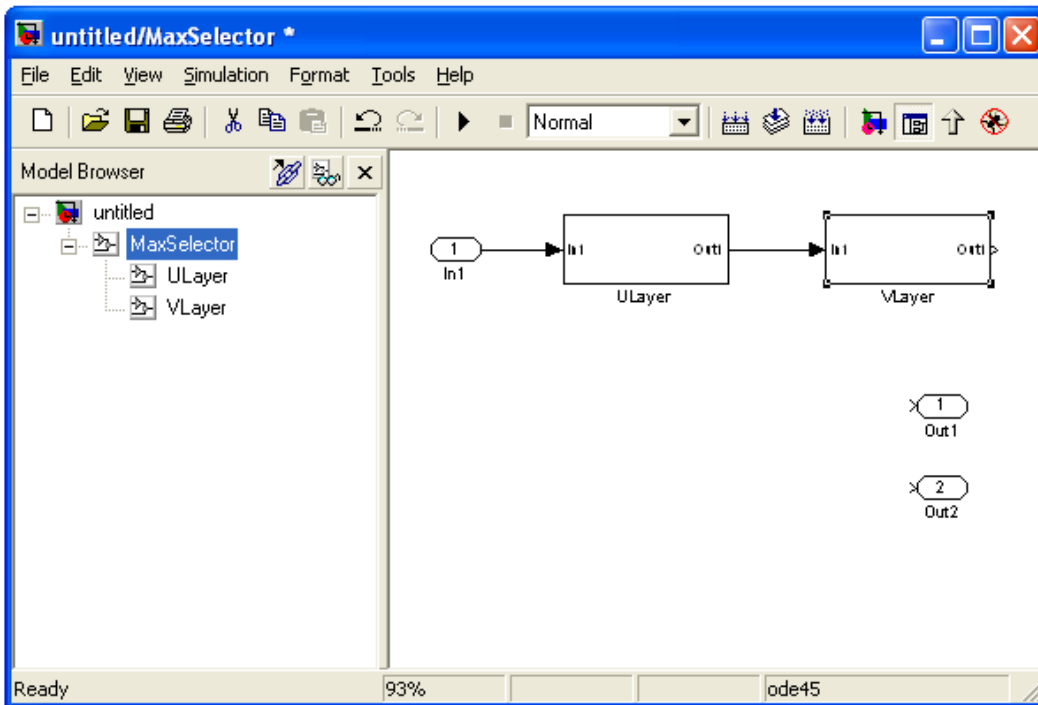 untitled/MaxSelector *
File Edit View Simulation Format Tools Help
Normal
Model Browser
untitled
MaxSelector
ULayer
VLayer
1
In1
In1 Out1
ULayer
In1 Out1
VLayer
1
Out1
2
Out2
Ready 93% ode45